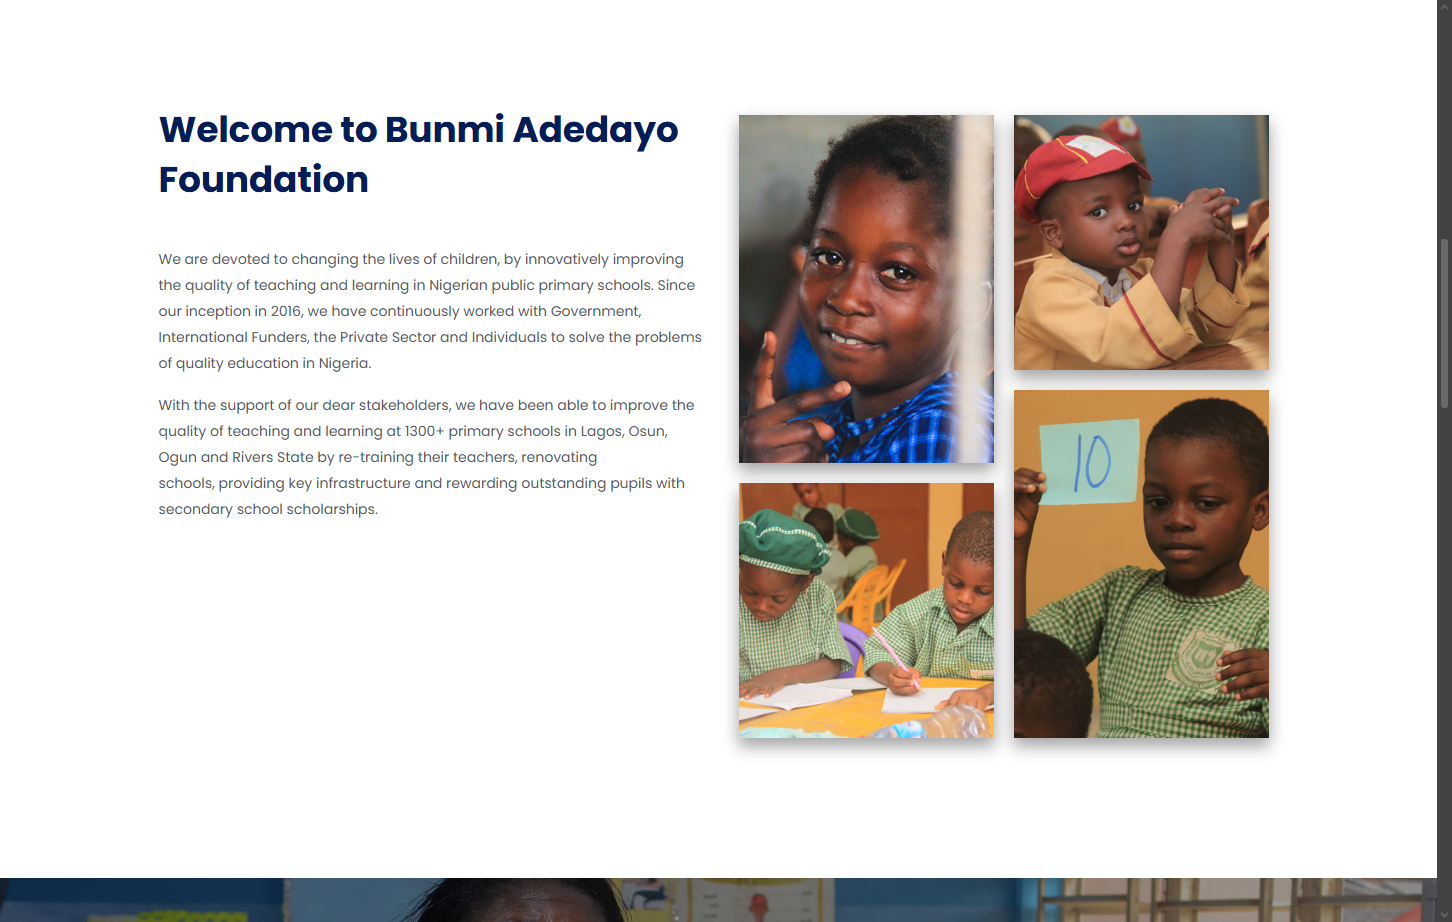 Welcome to Bunmi Adedayo
Foundation
We are devoted to changing the lives of children, by innovatively improving
the quality of teaching and learning in Nigerian public primary schools. Since
our inception in 2016, we have continuously worked with Government,
International Funders, the Private Sector and Individuals to solve the problems
of quality education in Nigeria.
With the support of our dear stakeholders, we have been able to improve the
quality of teaching and learning at 1300+ primary schools in Lagos, Osun,
Ogun and Rivers State by re-training their teachers, renovating
schools, providing key infrastructure and rewarding outstanding pupils with
secondary school scholarships.
10